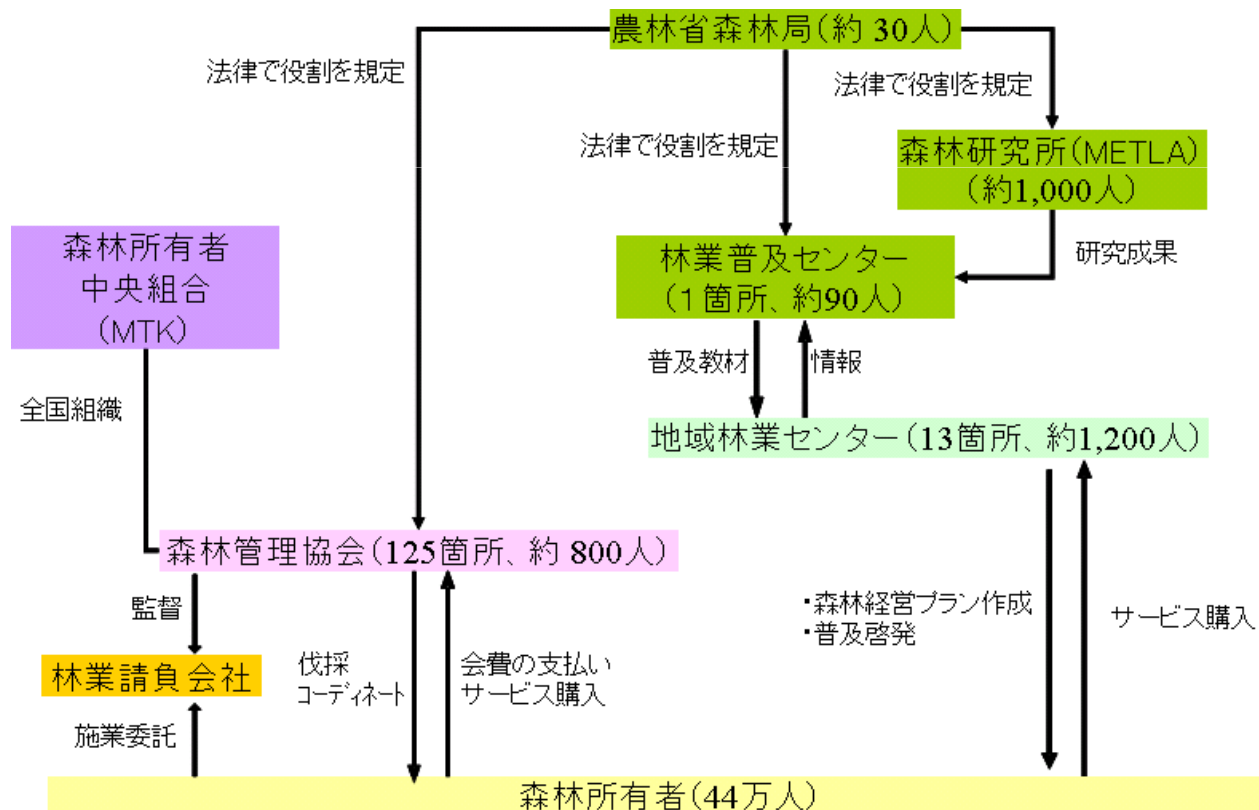 農林省森林局(約 30人)
法律で役割を規定
法律で役割を規定
法律で役割を規定
森林研究所(METLA)
(約1,000人)
森林所有者
中央組合
(MTK)
林業普及センター
(1箇所、約90人)
研究成果
普及教材
情報
全国組織
地域林業センター(13箇所、約1,200人)
森林管理協会(125箇所、約 800人)
監督
・森林経営プラン作成
・普及啓発
サービス購入
林業請負会社
伐採
コーディネート
会費の支払い
サービス購入
施業委託
森林所有者(44万人)